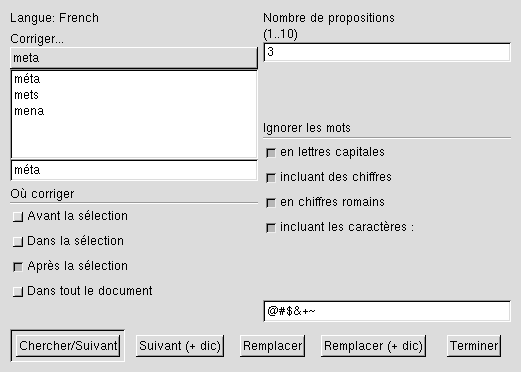 Langue: French
Corriger...
meta
méta
mets
mena
méta
Où corriger
Avant la sélection
Dans la sélection
Après la sélection
Dans tout le document
Nombre de propositions
(1..10)
3
Ignorer les mots
en lettres capitales
incluant des chiffres
en chiffres romains
incluant les caractères :
@#$&+~
Chercher/Suivant
Suivant (+ dic)
Remplacer
Remplacer (+ dic)
Terminer